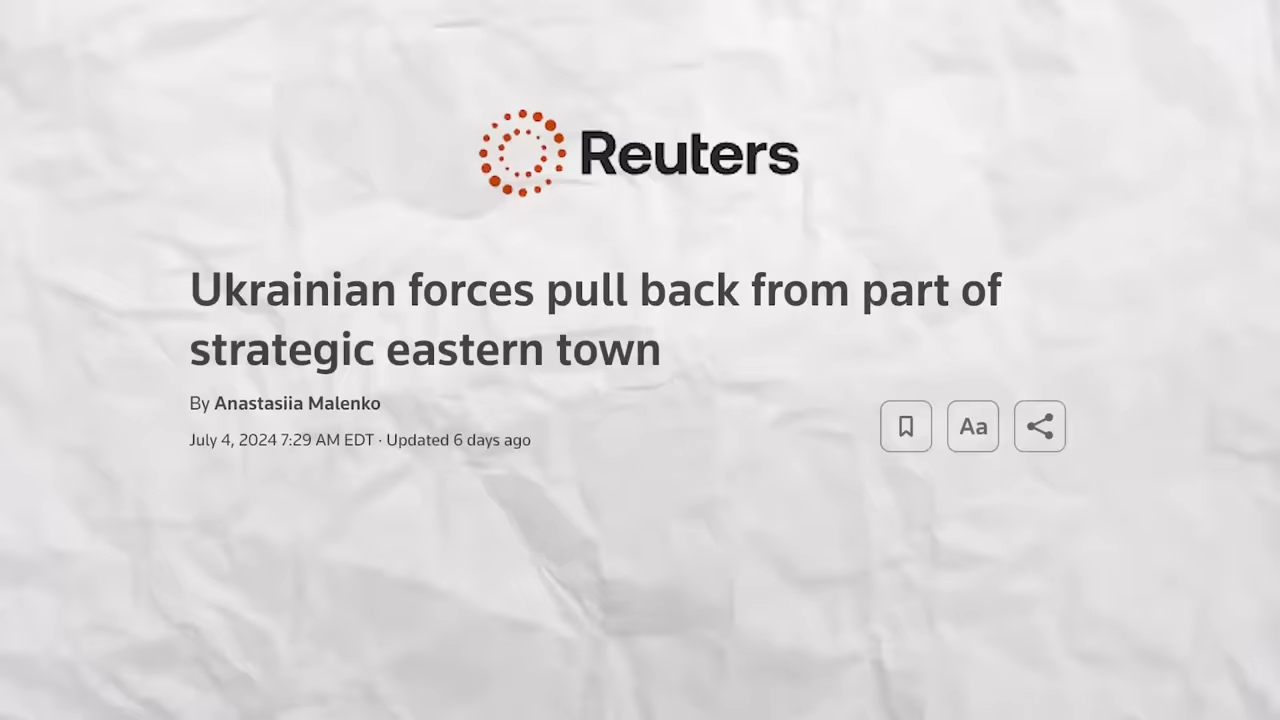 Reuters
Ukrainian forces pull back from part of
strategic eastern town
By Anastasiia Malenko
July 4, 2024 7:29 AM EDT · Updated 6 days ago
Aa